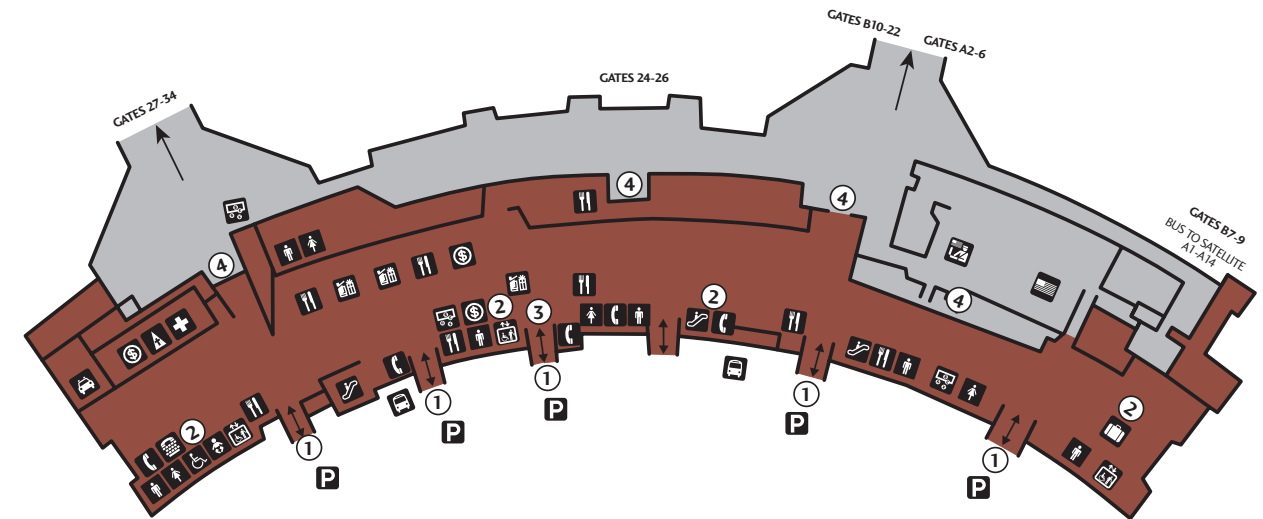 GATES B10-22
GATES A2-6
GATES 24-26
GATES 27-34
GATES B7-9
BUS TO SATELLITE
A1-A14
4
4
4
4
2
3
2
1
1
1
1
2
2
1
P
P
P
P
P
$
$
$